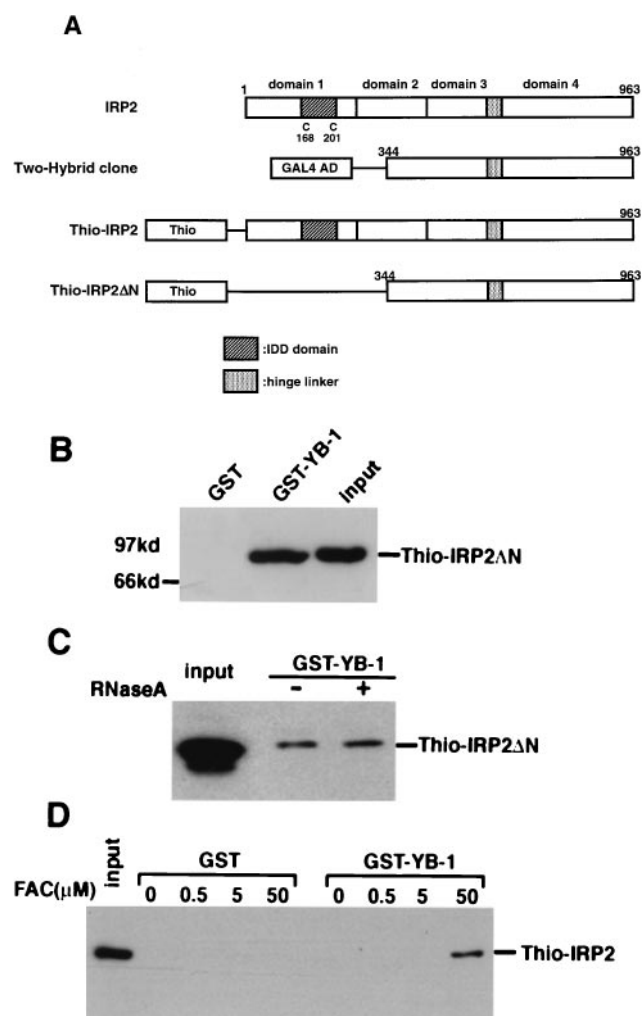 A
domain 1 domain 2 domain 3 domain 4
1 963
IRP2
C C
168 201
344 963
Two-Hybrid clone GAL4 AD
963
Thio-IRP2 Thio
344 963
Thio-IRP2ΔN Thio
:IDD domain
:hinge linker
B
GST GST-YB-1 input
97kd
Thio-IRP2ΔN
66kd
C
input GST-YB-1
RNaseA - +
Thio-IRP2ΔN
D
input GST GST-YB-1
FAC(μM) 0 0.5 5 50 0 0.5 5 50
Thio-IRP2